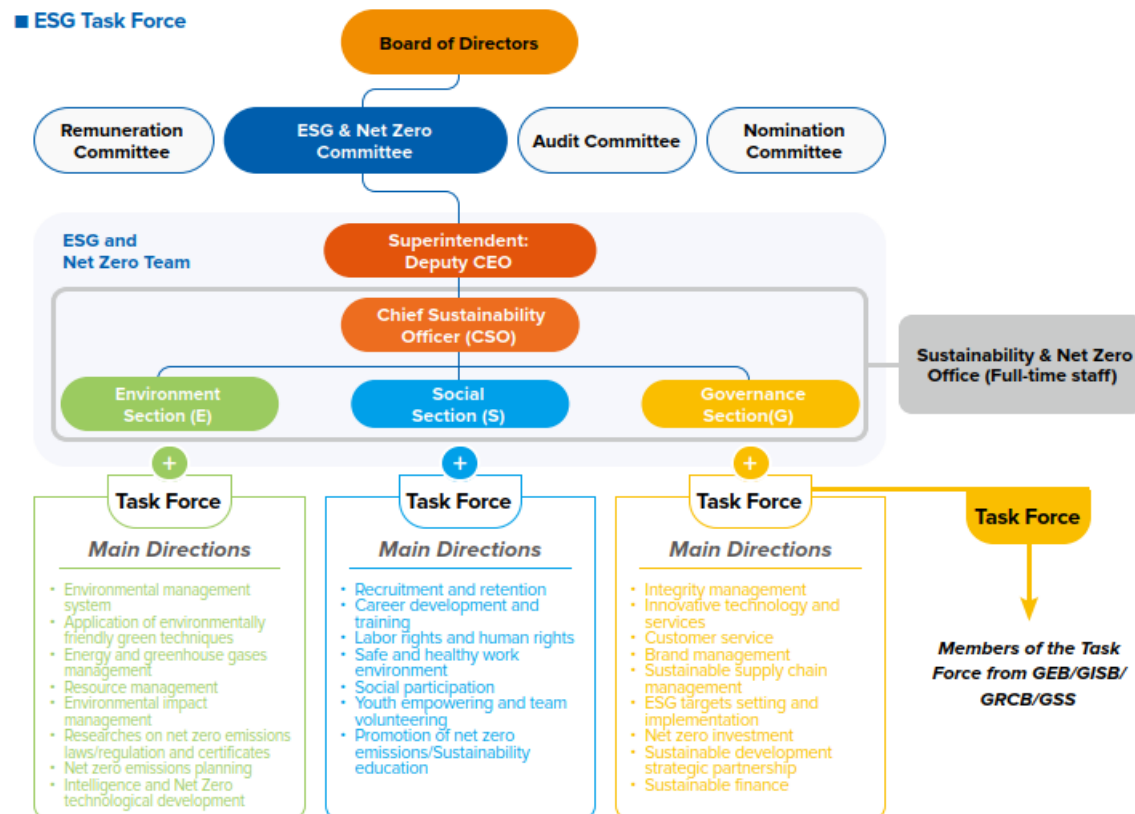 ESG Task Force
Board of Directors
Remuneration
Committee
ESG & Net Zero
Committee
Audit Committee
Nomination
Committee
ESG and
Net Zero Team
Superintendent:
Deputy CEO
Chief Sustainability
Officer (CSO)
Sustainability & Net Zero
Office (Full-time staff)
Environment
Section (E)
Social
Section (S)
Governance
Section(G)
+
+
+
Task Force
Main Directions
• Environmental management
system
• Application of environmentally
friendly green techniques
• Energy and greenhouse gases
management
• Resource management
• Environmental impact
management
• Researches on net zero emissions
laws/regulation and certificates
• Net zero emissions planning
• Intelligence and Net Zero
technological development
Task Force
Main Directions
• Recruitment and retention
• Career development and
training
• Labor rights and human rights
• Safe and healthy work
environment
• Social participation
• Youth empowering and team
volunteering
• Promotion of net zero
emissions/Sustainability
education
Task Force
Main Directions
• Integrity management
• Innovative technology and
services
• Customer service
• Brand management
• Sustainable supply chain
management
• ESG targets setting and
implementation
• Net zero investment
• Sustainable development
strategic partnership
• Sustainable finance
Task Force
Members of the Task
Force from GEB/GISB/
GRCB/GSS